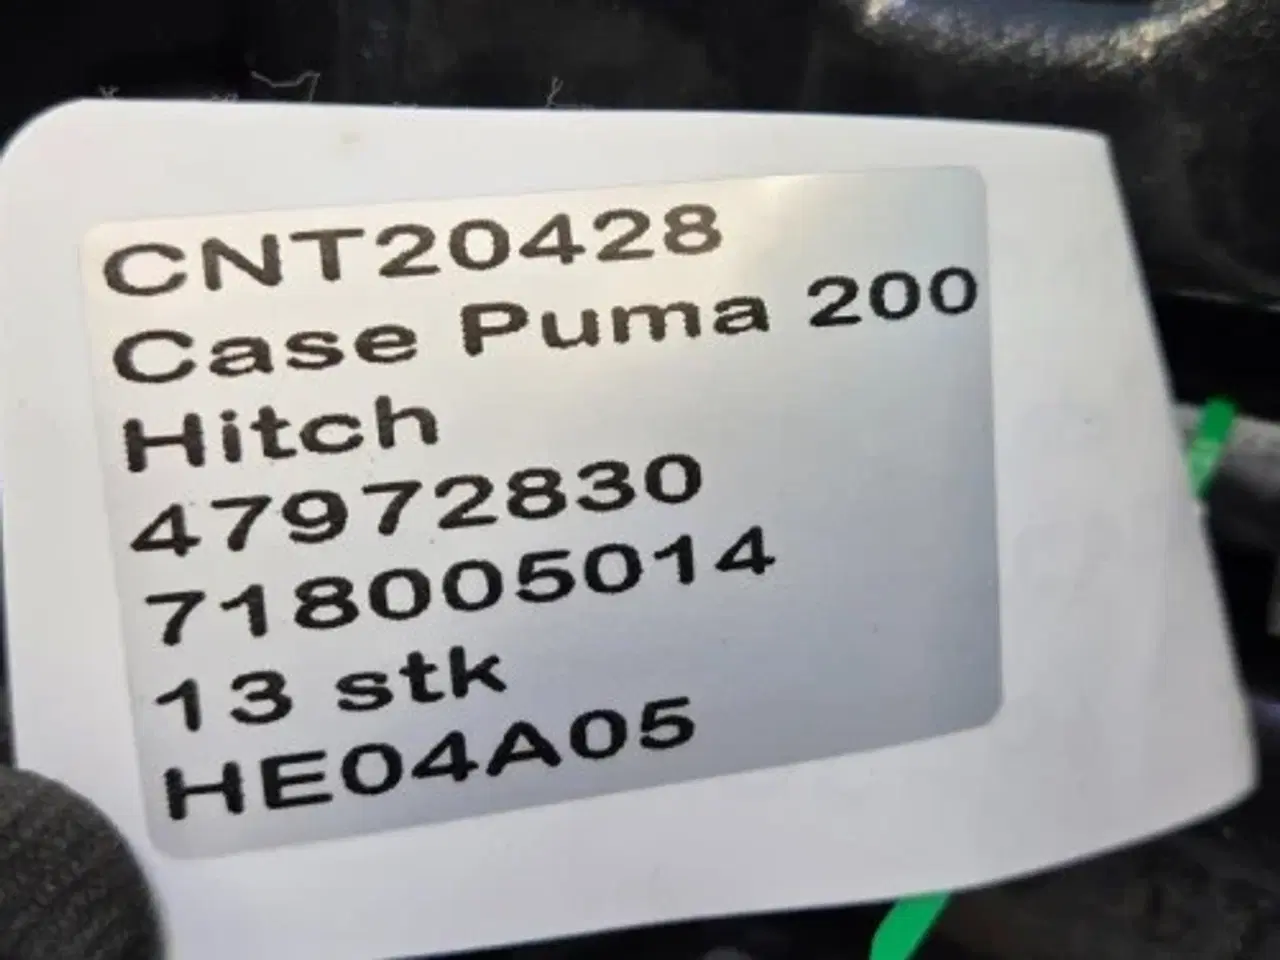 CNT20428
Case Puma 200
Hitch
47972830
718005014
13 stk
HE04A05